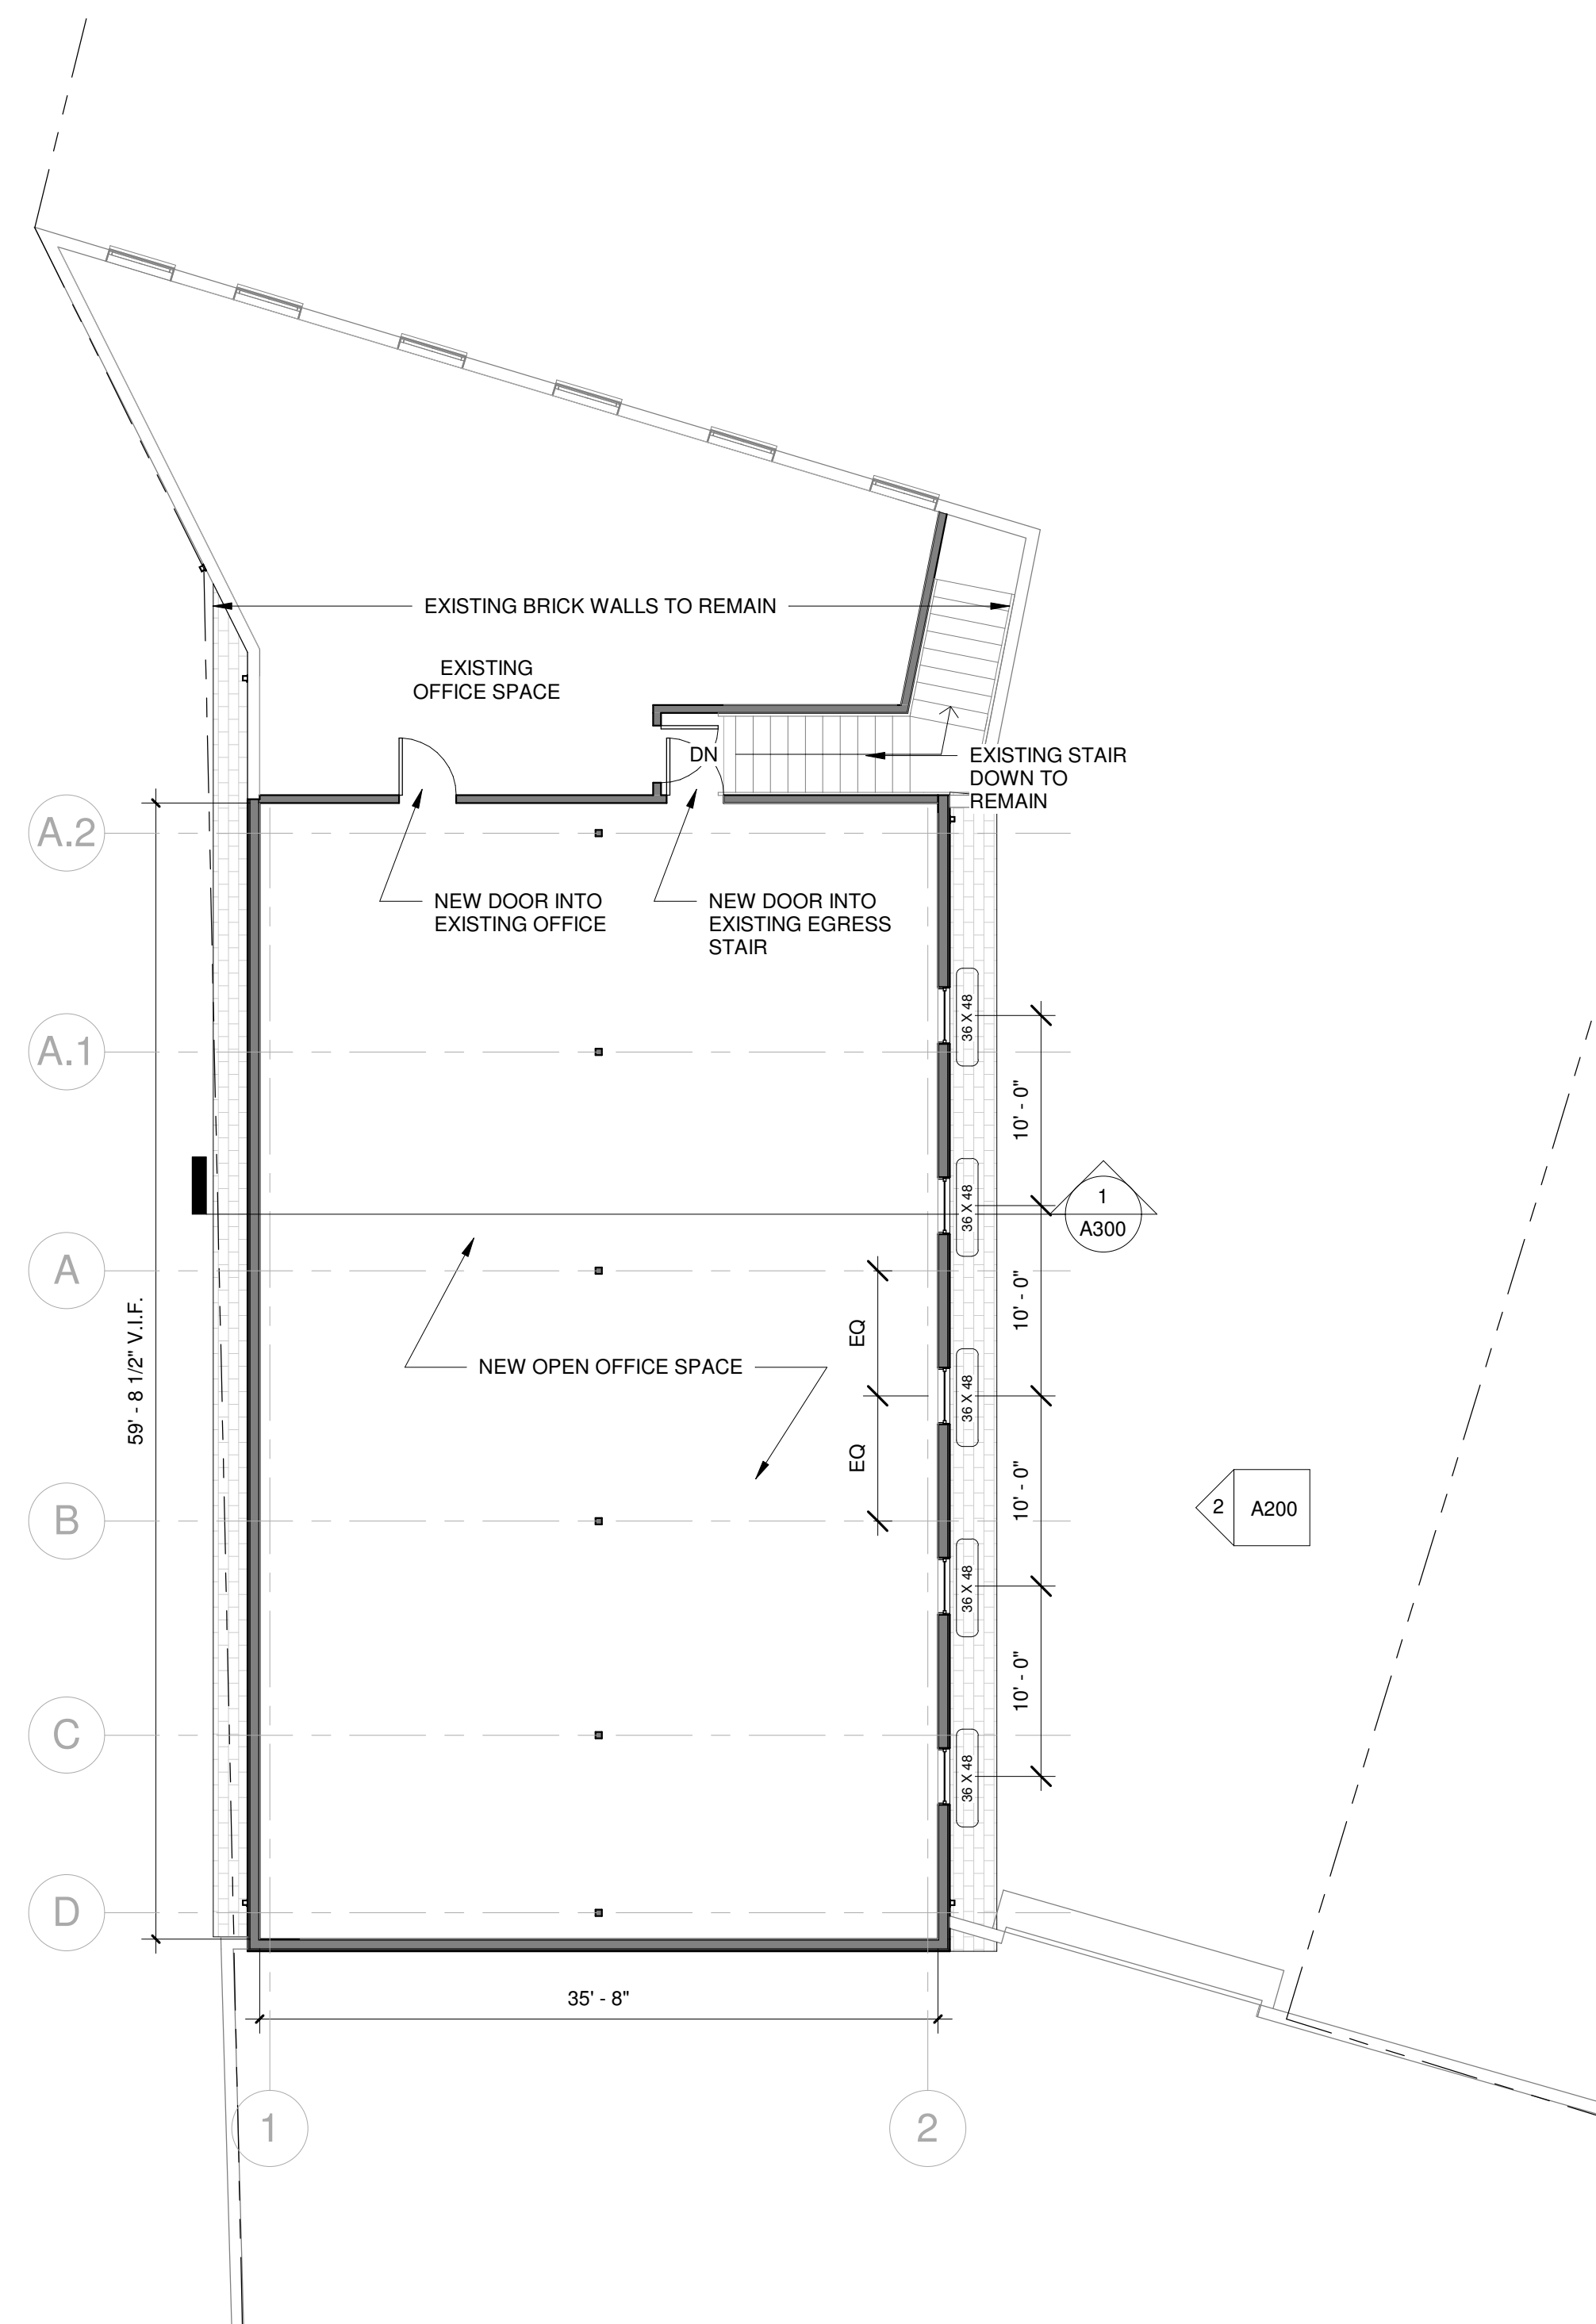 EXISTING BRICK WALLS TO REMAIN
EXISTING
OFFICE SPACE
DN
EXISTING STAIR
DOWN TO
REMAIN
A.2
NEW DOOR INTO
EXISTING OFFICE
NEW DOOR INTO
EXISTING EGRESS
STAIR
36 X 48
A.1
10' - 0"
36 X 48
1
A300
A
10' - 0"
EQ
59' - 8 1/2" V.I.F.
NEW OPEN OFFICE SPACE
36 X 48
EQ
10' - 0"
2
A200
B
36 X 48
10' - 0"
C
36 X 48
D
35' - 8"
1
2